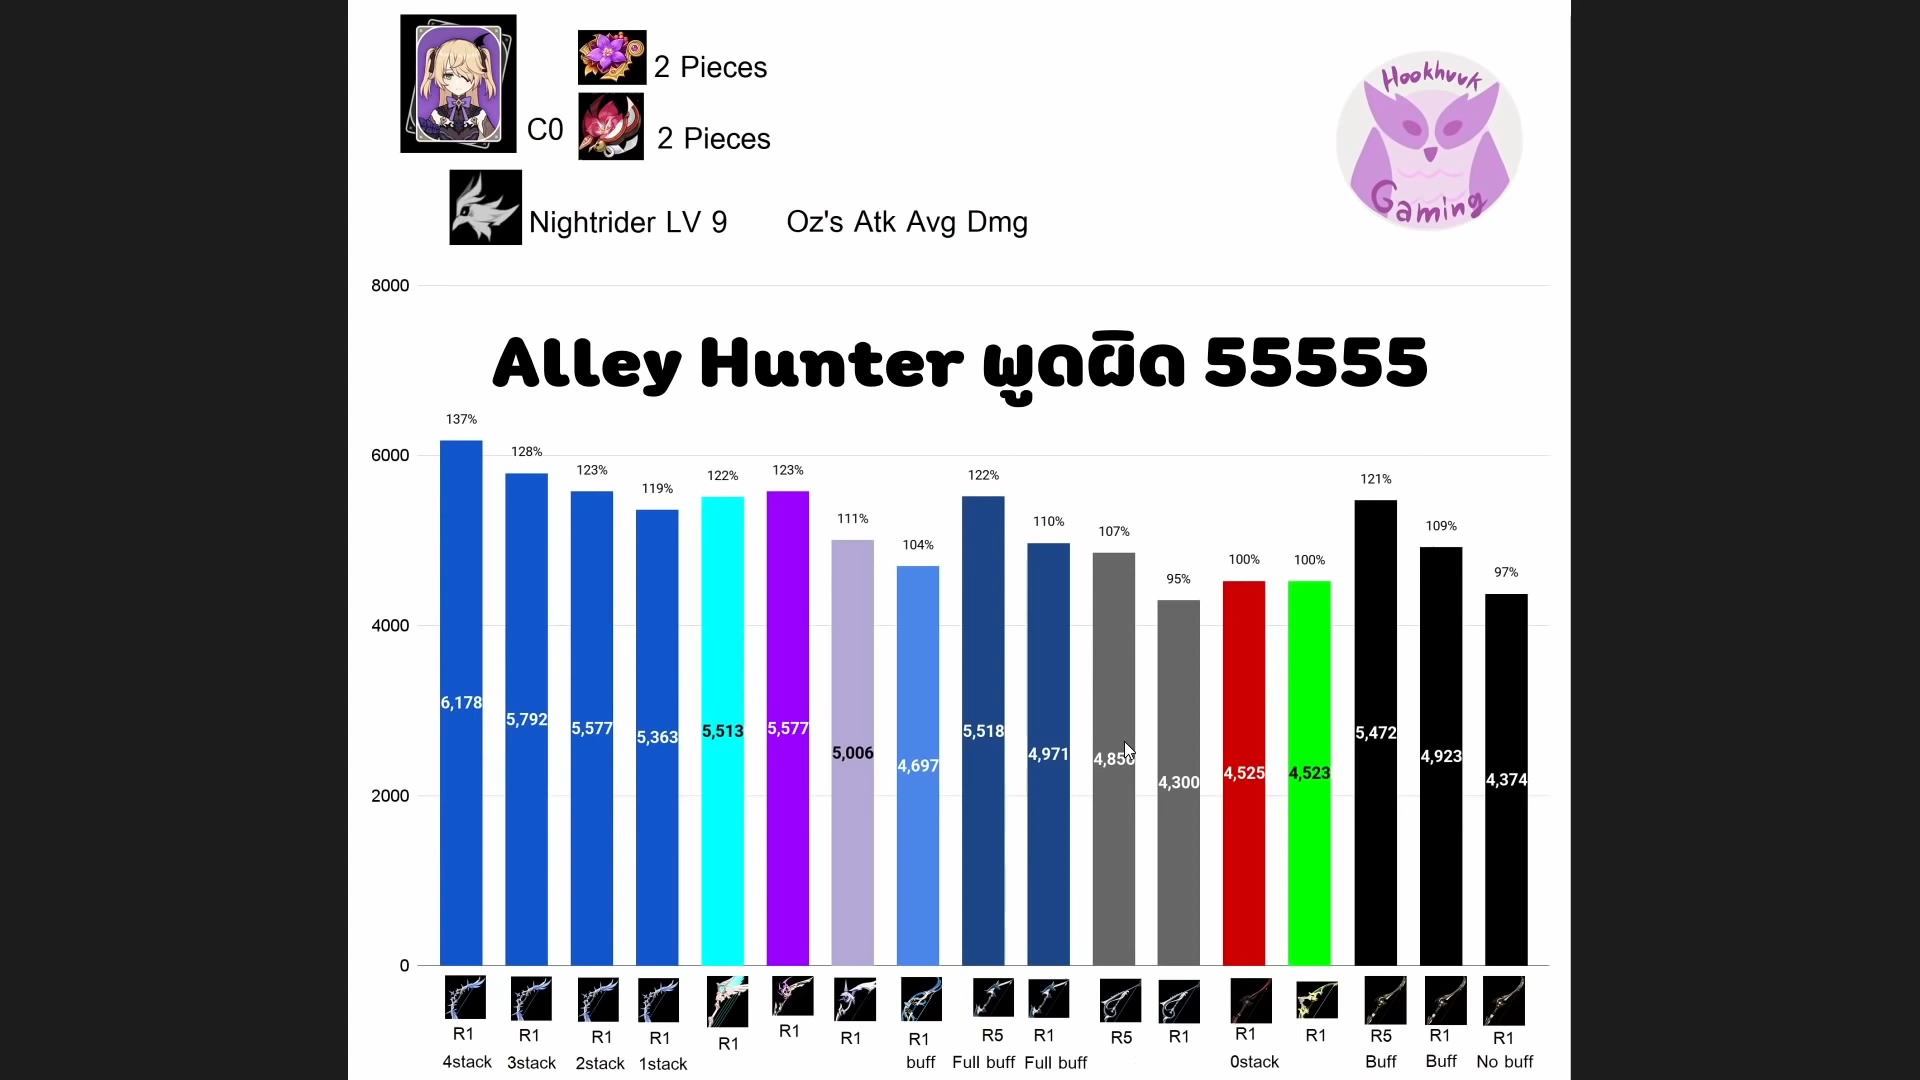 2 Pieces
C0
2 Pieces
Nightrider LV 9
Oz's Atk Avg Dmg
Hookhuuk
Gaming
8000
Alley Hunter พูดผิด 55555
137%
128%
123%
119%
122%
123%
111%
104%
122%
110%
107%
95%
100%
100%
121%
109%
97%
6000
4000
2000
0
6,178
5,792
5,577
5,363
5,513
5,577
5,006
4,697
5,518
4,971
4,300
4,525
4,523
5,472
4,923
4,374
R1
4stack
R1
3stack
R1
2stack
R1
1stack
R1
R1
R1
R1
buff
R5
Full buff
R1
Full buff
R5
R1
R1
0stack
R1
R5
Buff
R1
Buff
R1
No buff